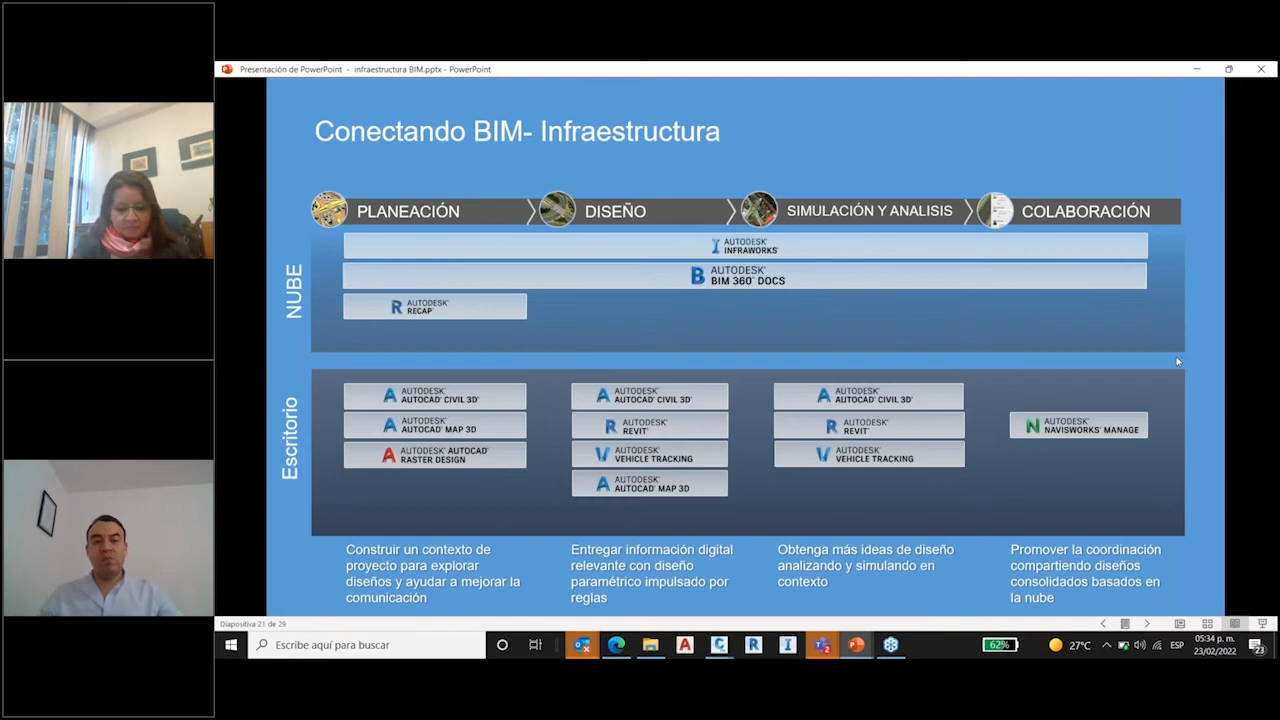 Presentación de PowerPoint - infraestructura BIM.pptx - PowerPoint
Conectando BIM- Infraestructura
PLANEACIÓN
DISEÑO
SIMULACIÓN Y ANALISIS
COLABORACIÓN
NUBE
AUTODESK®
INFRAWORKS™
AUTODESK®
BIM 360™ DOCS
AUTODESK®
RECAP™
Escritorio
AUTODESK®
AUTOCAD® CIVIL 3D®
AUTODESK®
AUTOCAD® MAP 3D
AUTODESK® AUTOCAD®
RASTER DESIGN
AUTODESK®
AUTOCAD® CIVIL 3D®
AUTODESK®
REVIT®
AUTODESK®
VEHICLE TRACKING
AUTODESK®
AUTOCAD® MAP 3D
AUTODESK®
AUTOCAD® CIVIL 3D®
AUTODESK®
REVIT®
AUTODESK®
VEHICLE TRACKING
AUTODESK®
NAVISWORKS® MANAGE
Construir un contexto de
proyecto para explorar
diseños y ayudar a mejorar la
comunicación
Entregar información digital
relevante con diseño
paramétrico impulsado por
reglas
Obtenga más ideas de diseño
analizando y simulando en
contexto
Promover la coordinación
compartiendo diseños
consolidados basados en
la nube
Diapositiva 21 de 29
Escribe aquí para buscar
62%
27°C
ESP
05:34 p. m.
23/02/2022
23